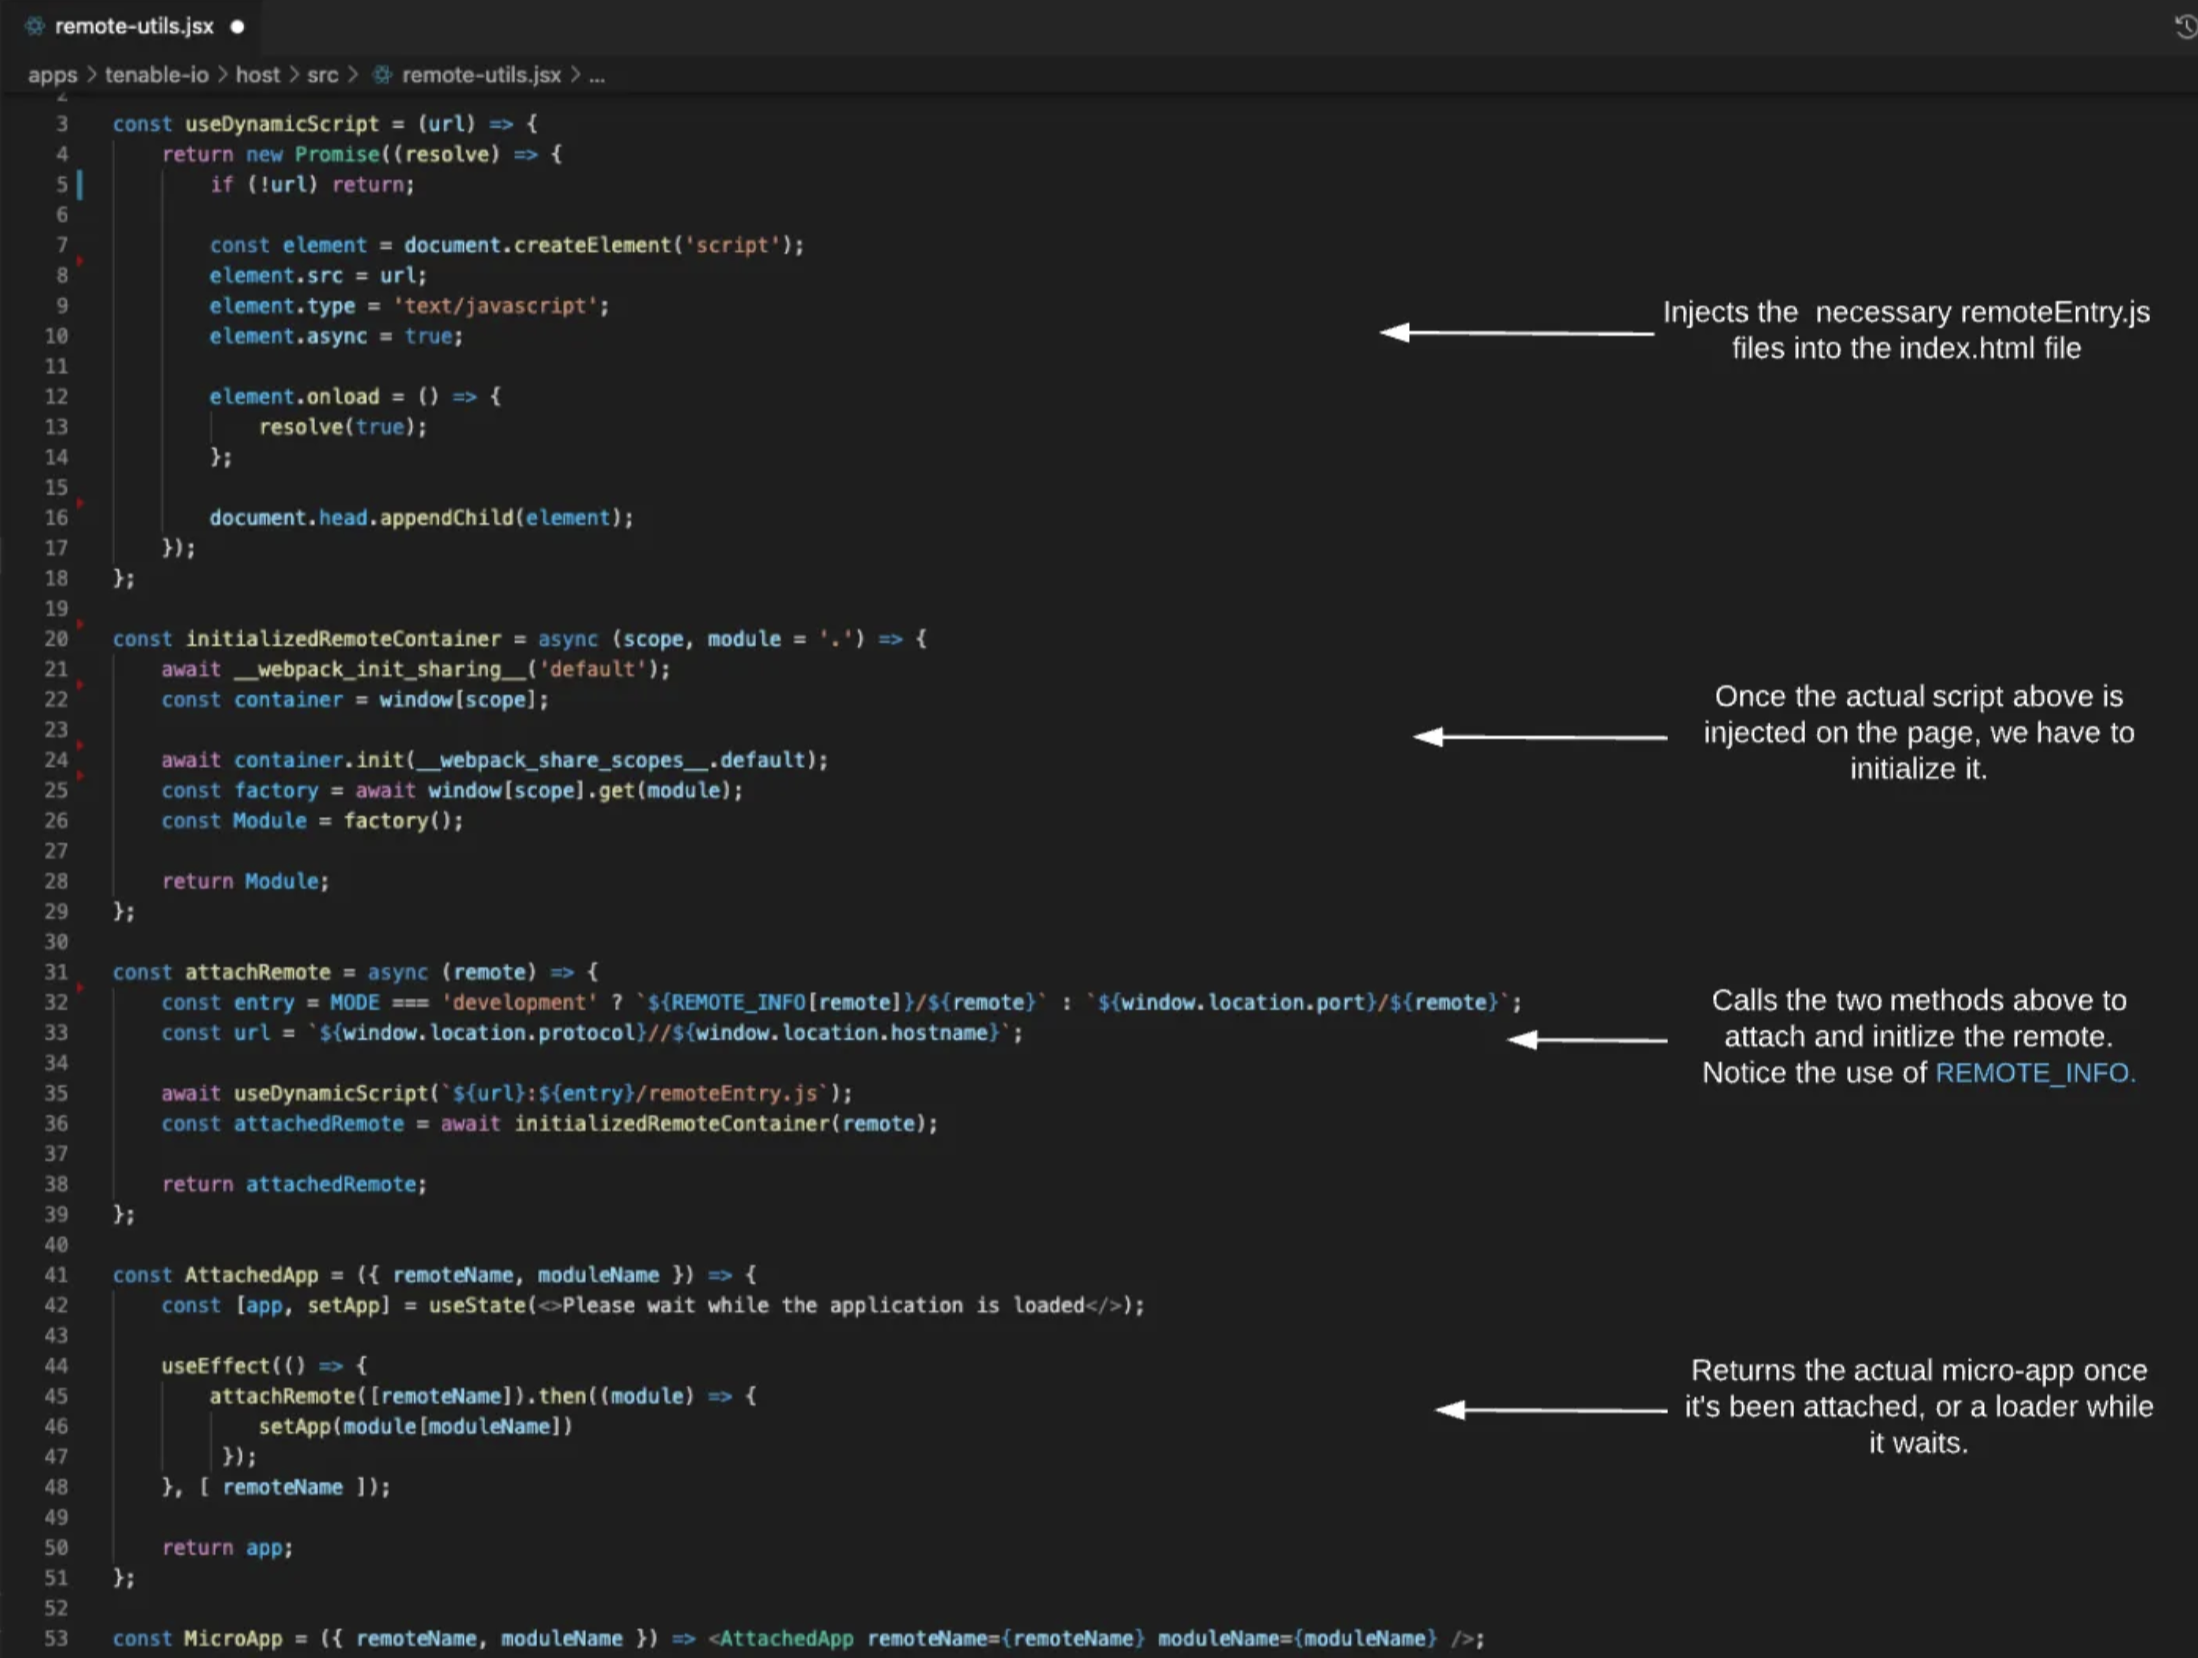 remote-utils.jsx
apps > tenable-io > host > src > remote-utils.jsx > ...
2
3 const useDynamicScript = (url) => {
4 return new Promise((resolve) => {
5 if (!url) return;
6
7 const element = document.createElement('script');
8 element.src = url;
9 element.type = 'text/javascript';
10 element.async = true;
11
12 element.onload = () => {
13 resolve(true);
14 };
15
16 document.head.appendChild(element);
17 });
18 };
19
20 const initializedRemoteContainer = async (scope, module = '.') => {
21 await __webpack_init_sharing__('default');
22 const container = window[scope];
23
24 await container.init(__webpack_share_scopes__.default);
25 const factory = await window[scope].get(module);
26 const Module = factory();
27
28 return Module;
29 };
30
31 const attachRemote = async (remote) => {
32 const entry = MODE === 'development' ? `${REMOTE_INFO[remote]}/${remote}` : `${window.location.port}/${remote}`;
33 const url = `${window.location.protocol}//${window.location.hostname}`;
34
35 await useDynamicScript(`${url}:${entry}/remoteEntry.js`);
36 const attachedRemote = await initializedRemoteContainer(remote);
37
38 return attachedRemote;
39 };
40
41 const AttachedApp = ({ remoteName, moduleName }) => {
42 const [app, setApp] = useState(<>Please wait while the application is loaded</>);
43
44 useEffect(() => {
45 attachRemote([remoteName]).then((module) => {
46 setApp(module[moduleName])
47 });
48 }, [ remoteName ]);
49
50 return app;
51 };
52
53 const MicroApp = ({ remoteName, moduleName }) => <AttachedApp remoteName={remoteName} moduleName={moduleName} />;
Injects the necessary remoteEntry.js
files into the index.html file
Once the actual script above is
injected on the page, we have to
initialize it.
Calls the two methods above to
attach and initlize the remote.
Notice the use of REMOTE_INFO.
Returns the actual micro-app once
it's been attached, or a loader while
it waits.